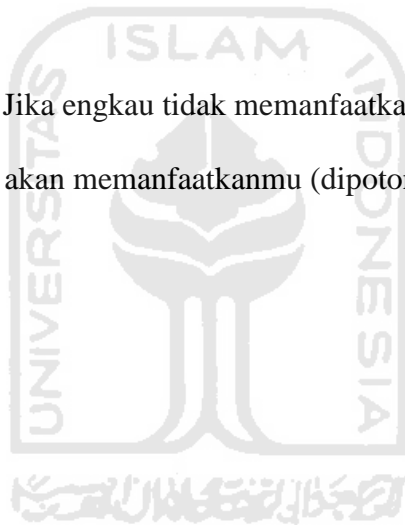 ISLAM
UNIVERSITAS
INDONESIA
Jika engkau tidak memanfaatka
akan memanfaatkanmu (dipoto